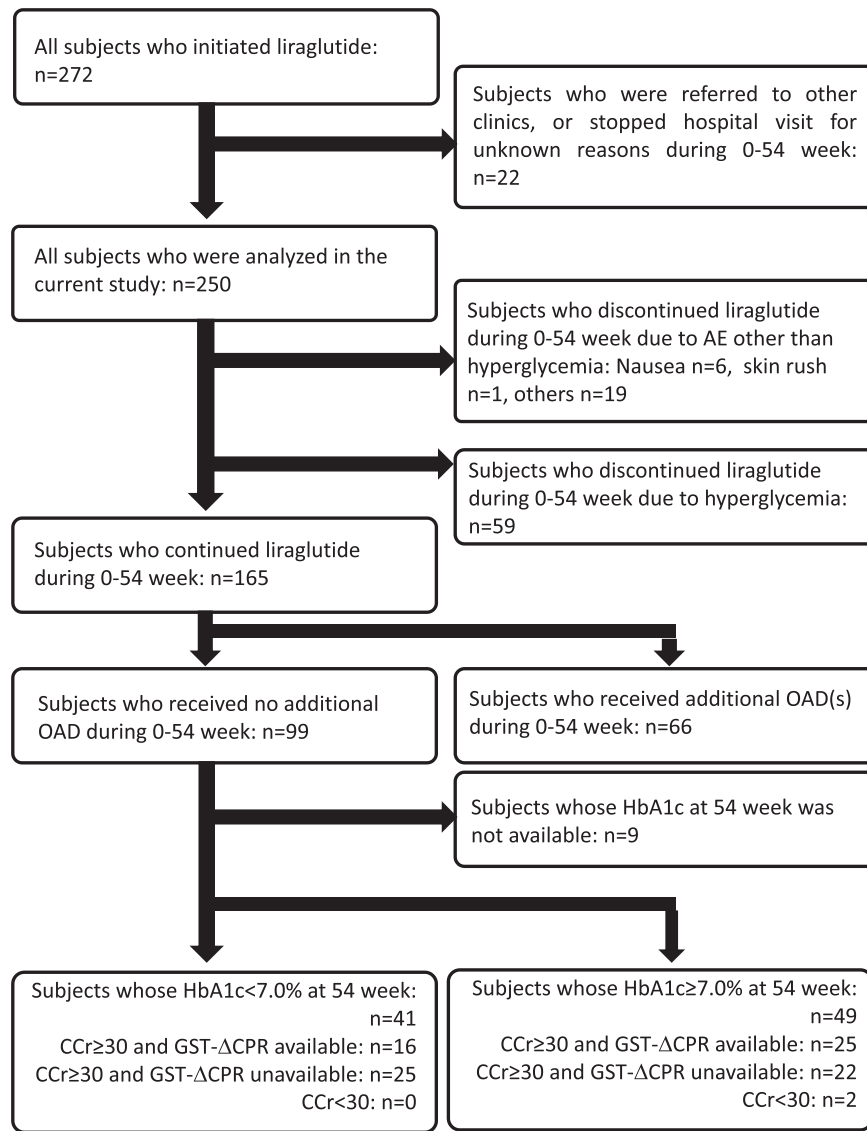 All subjects who initiated liraglutide:
n=272
Subjects who were referred to other
clinics, or stopped hospital visit for
unknown reasons during 0-54 week:
n=22
All subjects who were analyzed in the
current study: n=250
Subjects who discontinued liraglutide
during 0-54 week due to AE other than
hyperglycemia: Nausea n=6, skin rush
n=1, others n=19
Subjects who discontinued liraglutide
during 0-54 week due to hyperglycemia:
n=59
Subjects who continued liraglutide
during 0-54 week: n=165
Subjects who received no additional
OAD during 0-54 week: n=99
Subjects who received additional OAD(s)
during 0-54 week: n=66
Subjects whose HbA1c at 54 week was
not available: n=9
Subjects whose HbA1c<7.0% at 54 week:
n=41
CCr≥30 and GST-ΔCPR available: n=16
CCr≥30 and GST-ΔCPR unavailable: n=25
CCr<30: n=0
Subjects whose HbA1c≥7.0% at 54 week:
n=49
CCr≥30 and GST-ΔCPR available: n=25
CCr≥30 and GST-ΔCPR unavailable: n=22
CCr<30: n=2